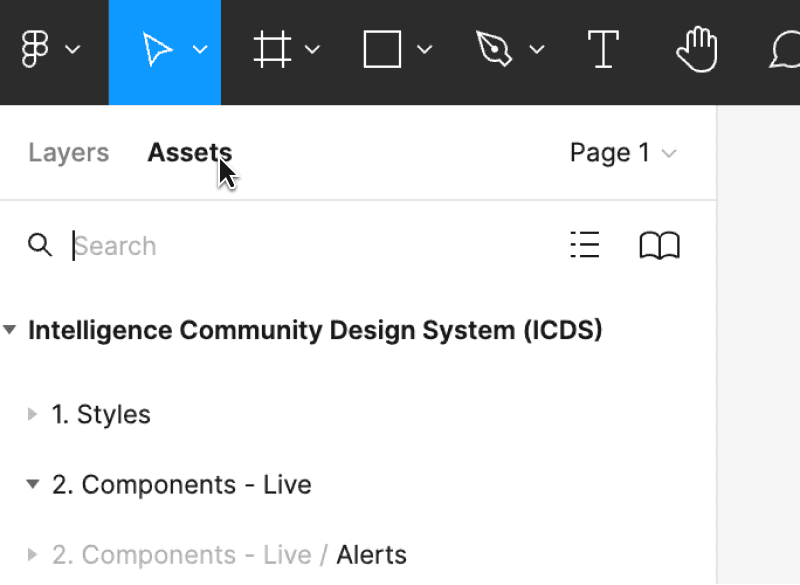 Layers Assets Page 1
Search
Intelligence Community Design System (ICDS)
1. Styles
2. Components - Live
2. Components - Live / Alerts